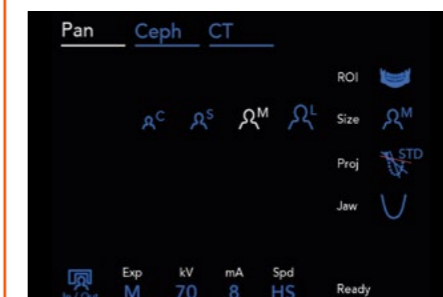 Pan Ceph CT
ROI
C S M L Size M
Proj STD
Jaw
Exp kV mA Spd
M 70 8 HS Ready